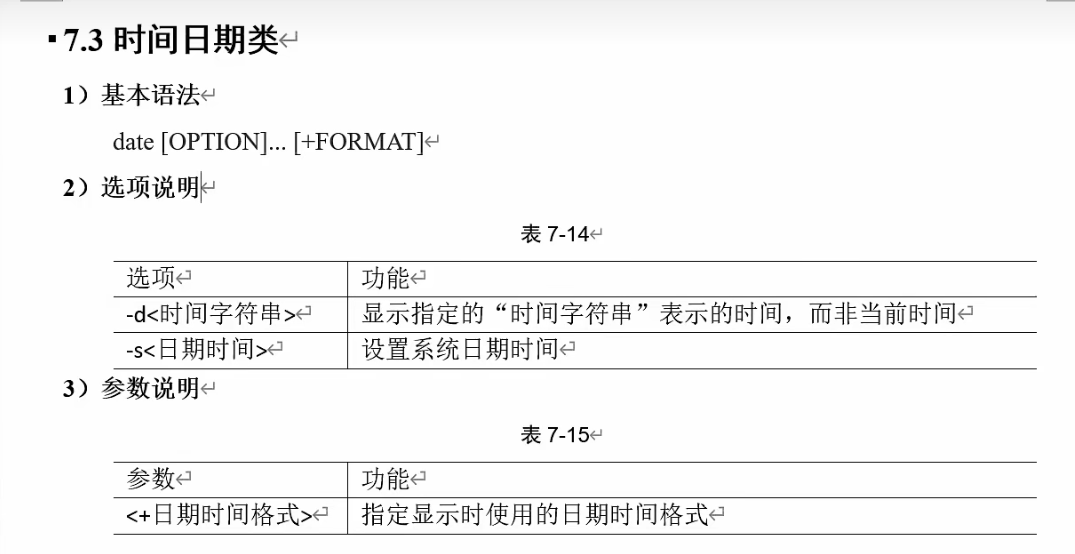 7.3 时间日期类
1）基本语法
date [OPTION]... [+FORMAT]
2）选项说明
表 7-14
选项 功能
-d<时间字符串> 显示指定的“时间字符串”表示的时间，而非当前时间
-s<日期时间> 设置系统日期时间
3）参数说明
表 7-15
参数 功能
<+日期时间格式> 指定显示时使用的日期时间格式